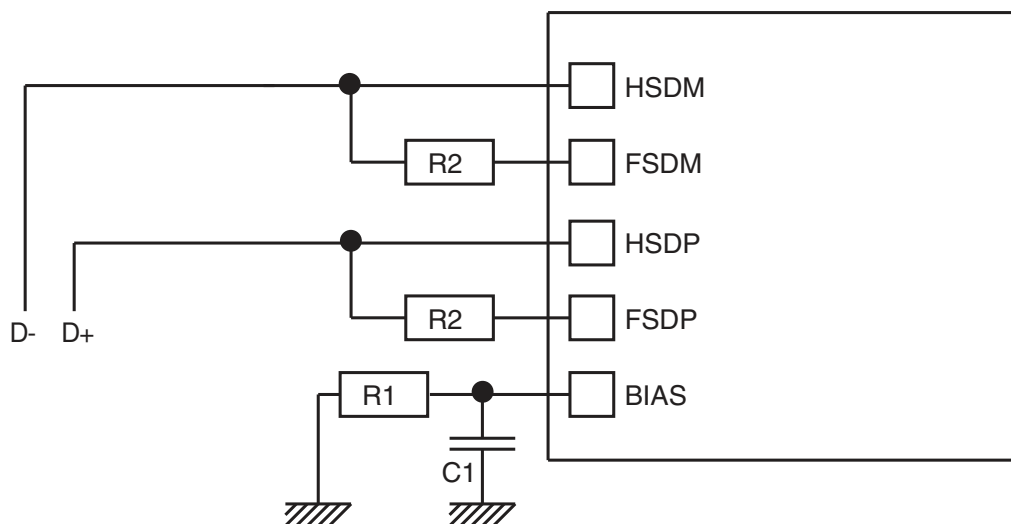 HSDM
R2
FSDM
HSDP
D-
D+
R2
FSDP
R1
BIAS
C1